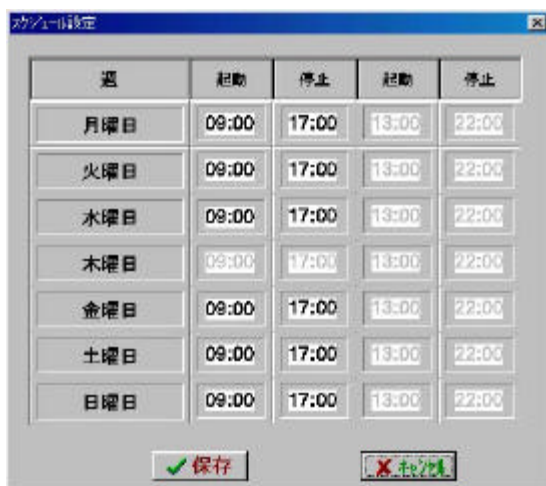 スケジュール設定
週 起動 停止 起動 停止
月曜日 09:00 17:00 13:00 22:00
火曜日 09:00 17:00 13:00 22:00
水曜日 09:00 17:00 13:00 22:00
木曜日 09:00 17:00 13:00 22:00
金曜日 09:00 17:00 13:00 22:00
土曜日 09:00 17:00 13:00 22:00
日曜日 09:00 17:00 13:00 22:00
保存 キャンセル